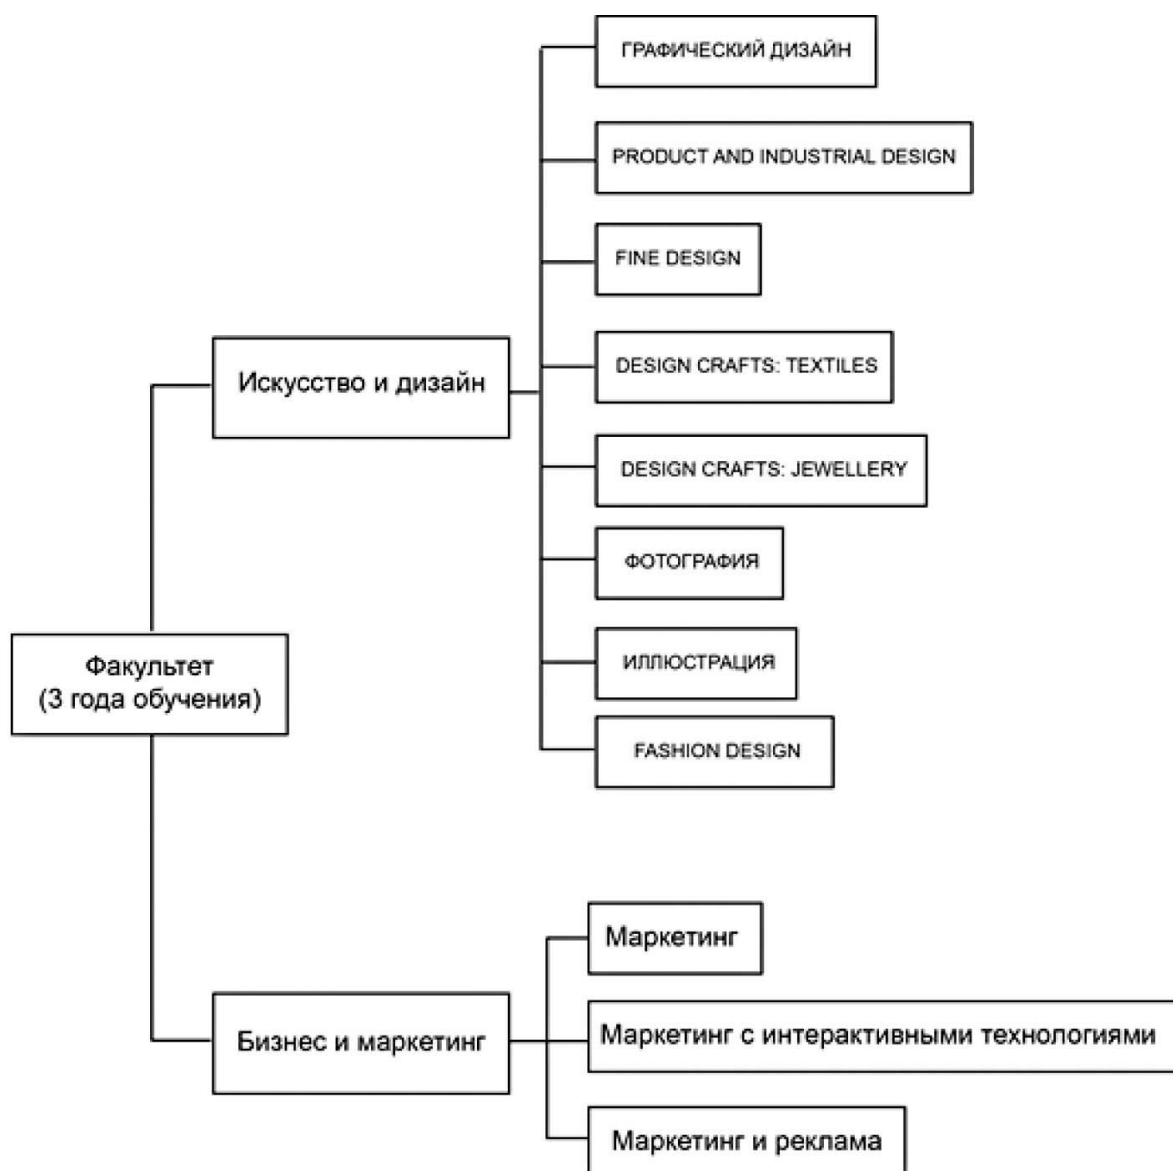 ГРАФИЧЕСКИЙ ДИЗАЙН
PRODUCT AND INDUSTRIAL DESIGN
FINE DESIGN
DESIGN CRAFTS: TEXTILES
Искусство и дизайн
DESIGN CRAFTS: JEWELLERY
ФОТОГРАФИЯ
ИЛЛЮСТРАЦИЯ
Факультет
(3 года обучения)
FASHION DESIGN
Маркетинг
Бизнес и маркетинг
Маркетинг с интерактивными технологиями
Маркетинг и реклама